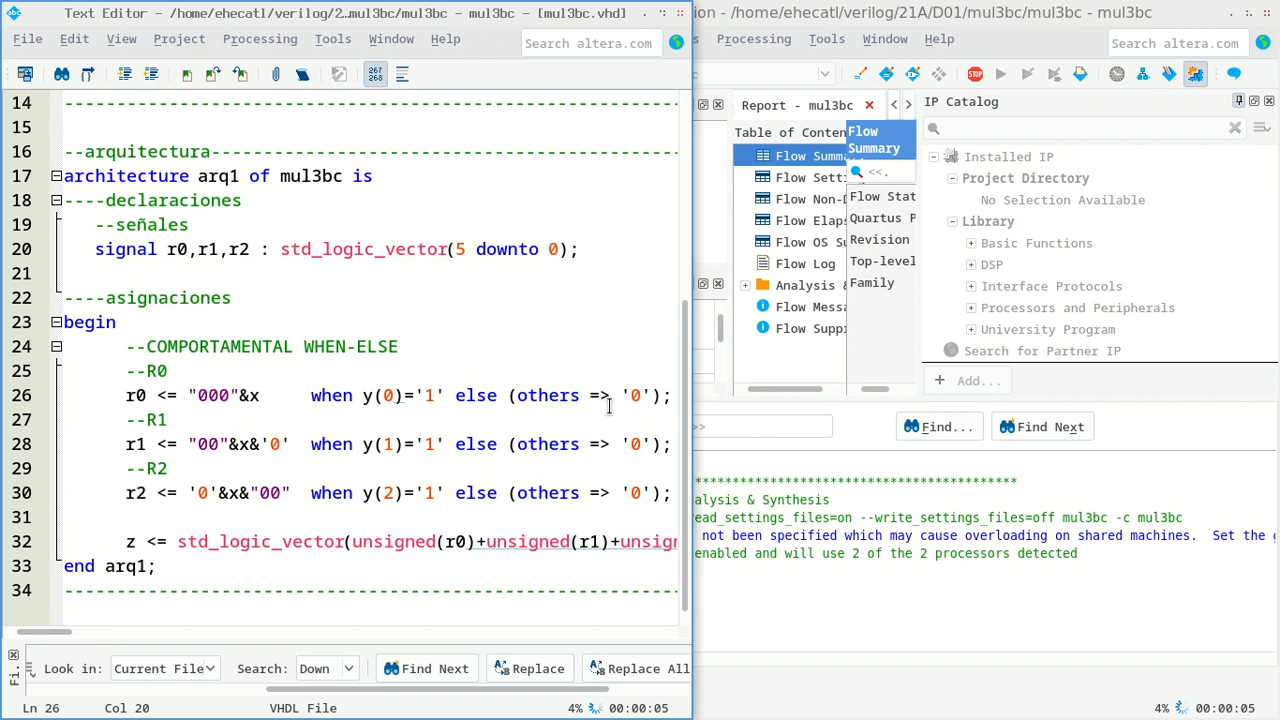 Text Editor - /home/ehecatl/verilog/2...mul3bc/mul3bc - mul3bc - [mul3bc.vhd]
File Edit View Project Processing Tools Window Help
Search altera.com
14 --------------------------------------------------------
15
16 --arquitectura---------------------------------------------
17 architecture arq1 of mul3bc is
18 ----declaraciones
19 --señales
20 signal r0,r1,r2 : std_logic_vector(5 downto 0);
21
22 ----asignaciones
23 begin
24 --COMPORTAMENTAL WHEN-ELSE
25 --R0
26 r0 <= "000"&x when y(0)='1' else (others => '0');
27 --R1
28 r1 <= "00"&x&'0' when y(1)='1' else (others => '0');
29 --R2
30 r2 <= '0'&x&"00" when y(2)='1' else (others => '0');
31
32 z <= std_logic_vector(unsigned(r0)+unsigned(r1)+unsign
33 end arq1;
34 -----------------------------------------------------------
Look in: Current File Search: Down Find Next Replace Replace All
Ln 26 Col 20 VHDL File 4% 00:00:05
ion - /home/ehecatl/verilog/21A/D01/mul3bc/mul3bc - mul3bc
Processing Tools Window Help
Search altera.com
Report - mul3bc
Table of Conten
Flow Summa
Flow Setti
Flow Non-D
Flow Elaps
Flow OS Su
Flow Log
Analysis &
Flow Messa
Flow Suppi
Flow Summary
<<.
Flow Stat
Quartus P
Revision
Top-level
Family
IP Catalog
Installed IP
Project Directory
No Selection Available
Library
Basic Functions
DSP
Interface Protocols
Processors and Peripherals
University Program
Search for Partner IP
+ Add...
>> Find... Find Next
*******************************************
alysis & Synthesis
ead_settings_files=on --write_settings_files=off mul3bc -c mul3bc
not been specified which may cause overloading on shared machines. Set the g
enabled and will use 2 of the 2 processors detected
4% 00:00:05